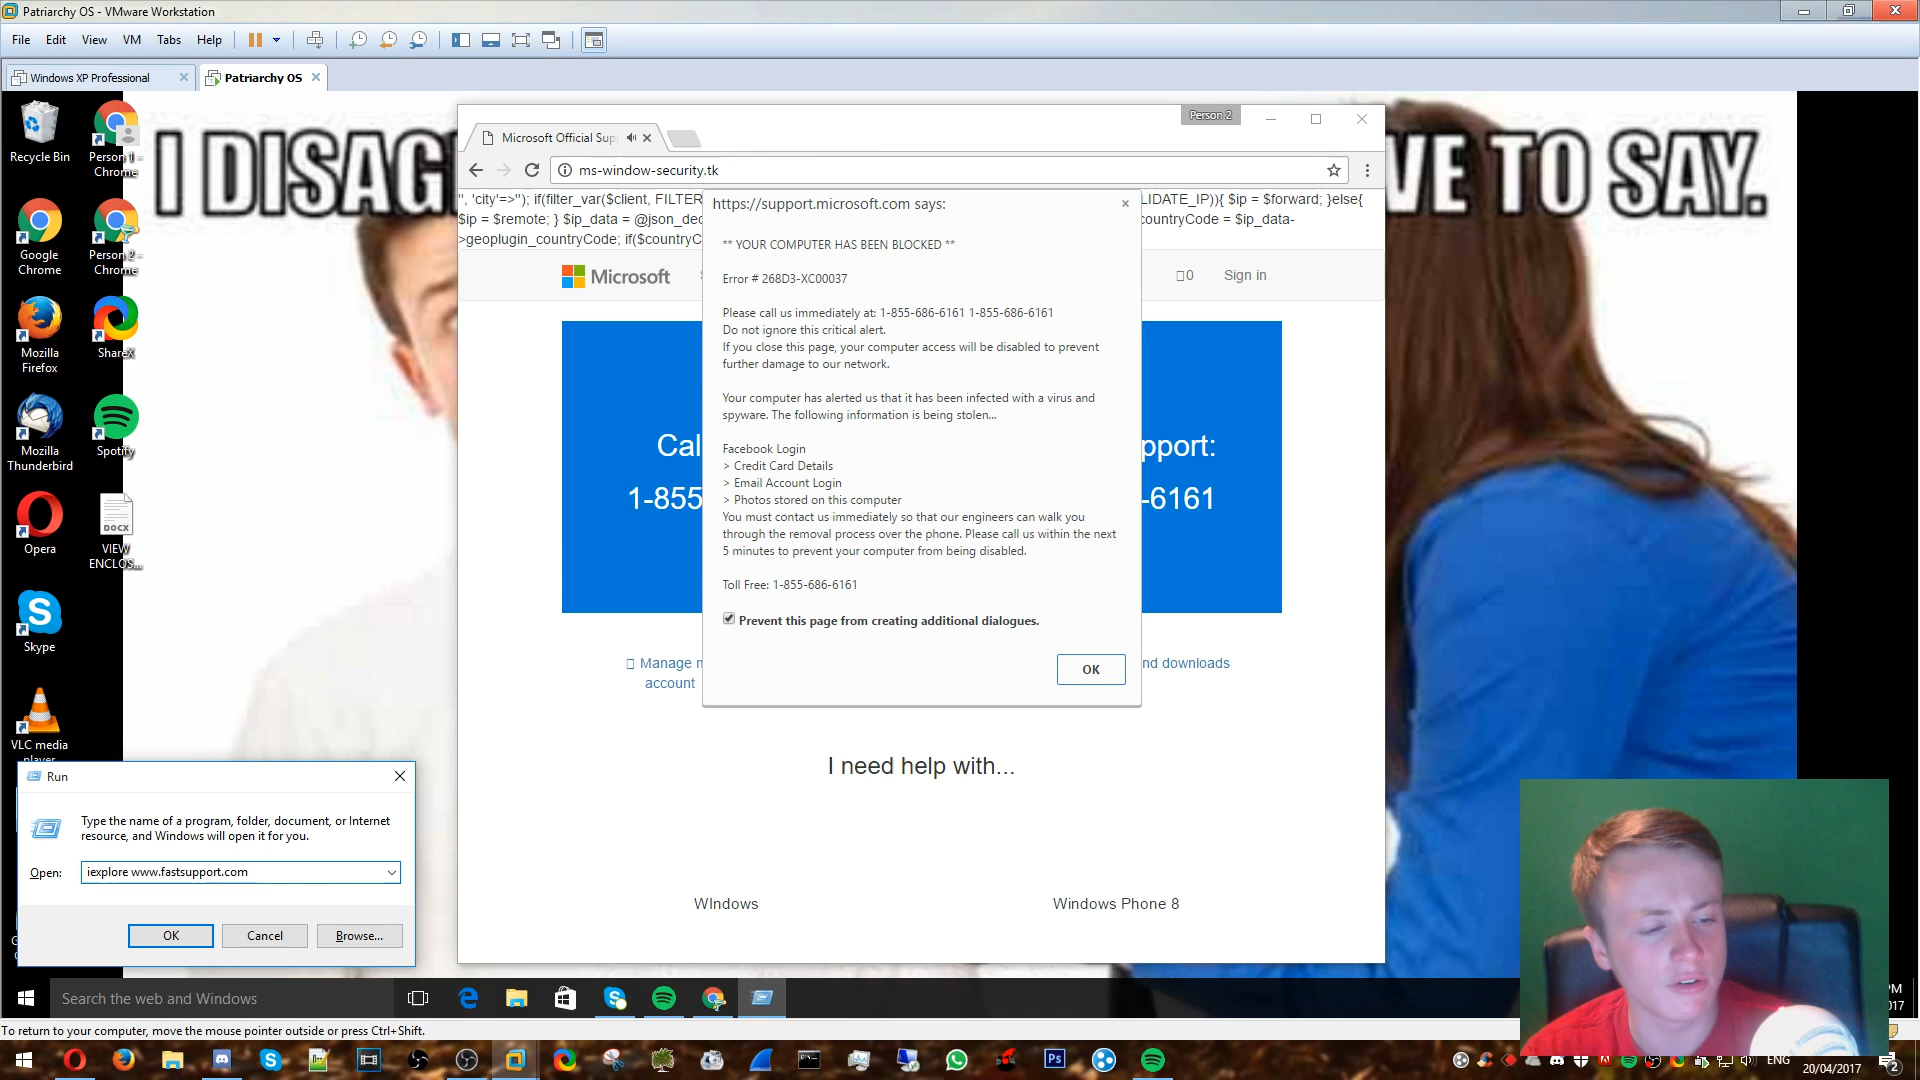 Patriarchy OS - VMware Workstation
File Edit View VM Tabs Help
Windows XP Professional
Patriarchy OS
I DISAG
VE TO SAY.
Recycle Bin
Person 1 - Chrome
Google Chrome
Person 2 - Chrome
Mozilla Firefox
ShareX
Mozilla Thunderbird
Spotify
Opera
DOCX
VIEW ENCLOS...
Skype
VLC media player
Person 2
Microsoft Official Sup
ms-window-security.tk
", 'city'=>"); if(filter_var($client, FILTER
LIDATE_IP)){ $ip = $forward; }else{
$ip = $remote; } $ip_data = @json_dec
countryCode = $ip_data-
>geoplugin_countryCode; if($countryC
Microsoft
0
Sign in
Cal
pport:
1-855
-6161
Manage m
account
nd downloads
I need help with...
WIndows
Windows Phone 8
https://support.microsoft.com says:
** YOUR COMPUTER HAS BEEN BLOCKED **
Error # 268D3-XC00037
Please call us immediately at: 1-855-686-6161 1-855-686-6161
Do not ignore this critical alert.
If you close this page, your computer access will be disabled to prevent
further damage to our network.
Your computer has alerted us that it has been infected with a virus and
spyware. The following information is being stolen...
Facebook Login
> Credit Card Details
> Email Account Login
> Photos stored on this computer
You must contact us immediately so that our engineers can walk you
through the removal process over the phone. Please call us within the next
5 minutes to prevent your computer from being disabled.
Toll Free: 1-855-686-6161
Prevent this page from creating additional dialogues.
OK
Run
Type the name of a program, folder, document, or Internet
resource, and Windows will open it for you.
Open: iexplore www.fastsupport.com
OK Cancel Browse...
Search the web and Windows
PM
017
To return to your computer, move the mouse pointer outside or press Ctrl+Shift.
Ps
ENG
20/04/2017
2